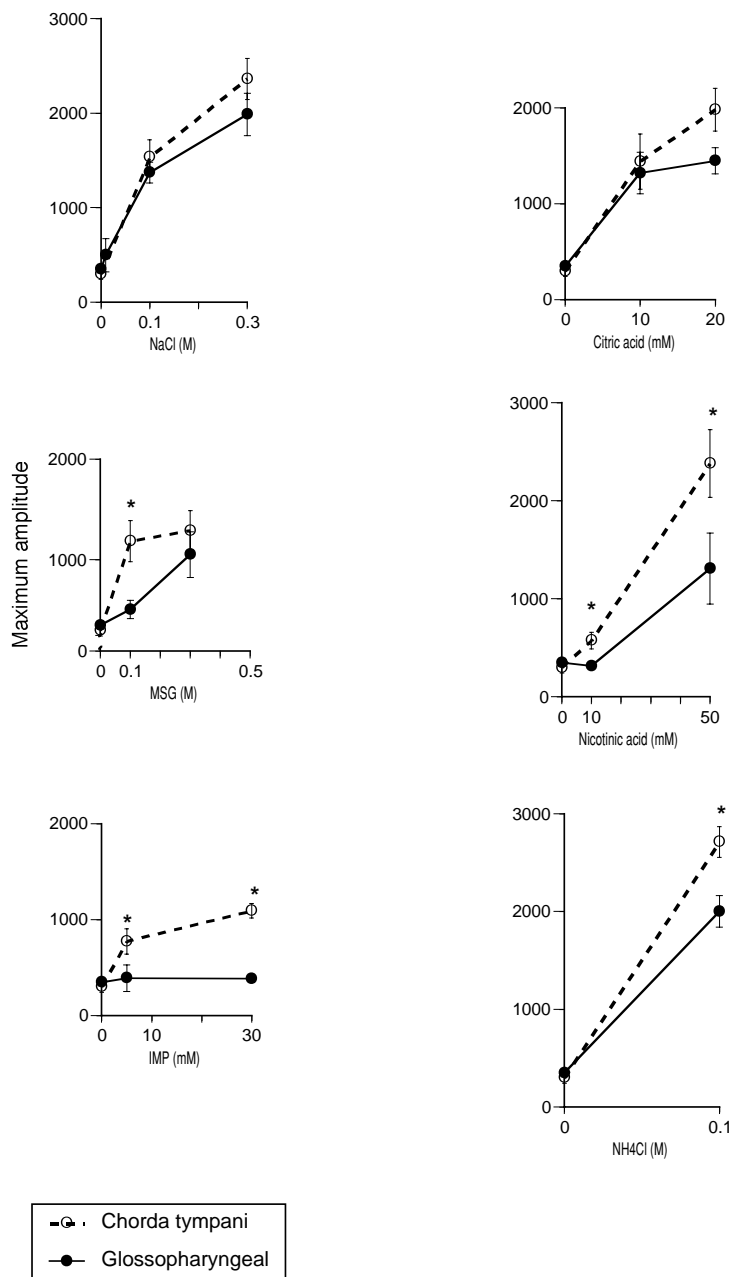 3000
2000
1000
0
0 0.1 0.3
NaCl (M)
2000
1000
0
0 10 20
Citric acid (mM)
Maximum amplitude
2000
1000
0
*
0 0.1 0.5
MSG (M)
3000
2000
1000
0
*
*
0 10 50
Nicotinic acid (mM)
2000
1000
0
*
*
0 10 30
IMP (mM)
3000
2000
1000
0
*
0 0.1
NH4Cl (M)
Chorda tympani
Glossopharyngeal